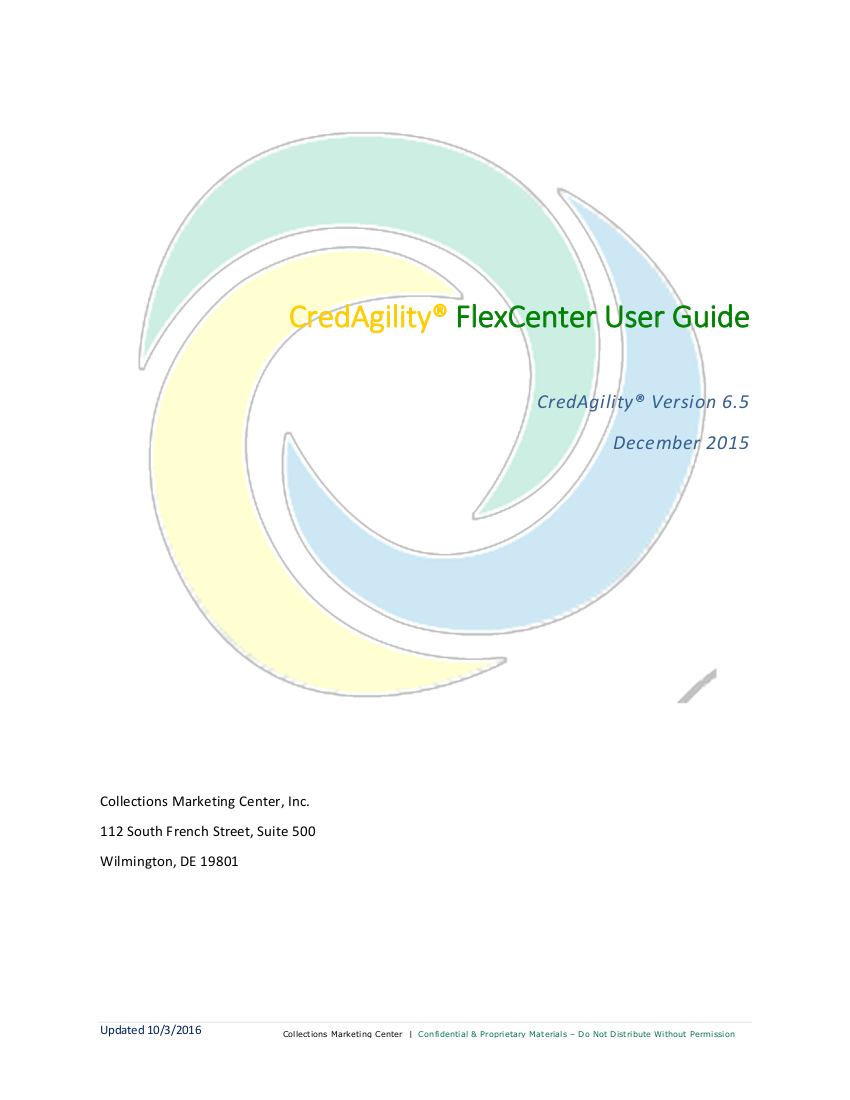 CredAgility® FlexCenter User Guide
CredAgility® Version 6.5
December 2015
Collections Marketing Center, Inc.
112 South French Street, Suite 500
Wilmington, DE 19801
Updated 10/3/2016 Collections Marketing Center | Confidential & Proprietary Materials – Do Not Distribute Without Permission